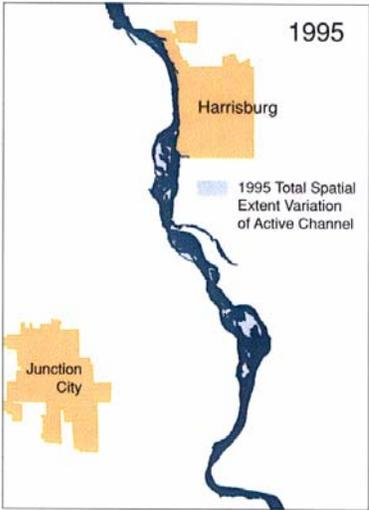 1995
Harrisburg
1995 Total Spatial
Extent Variation
of Active Channel
Junction
City